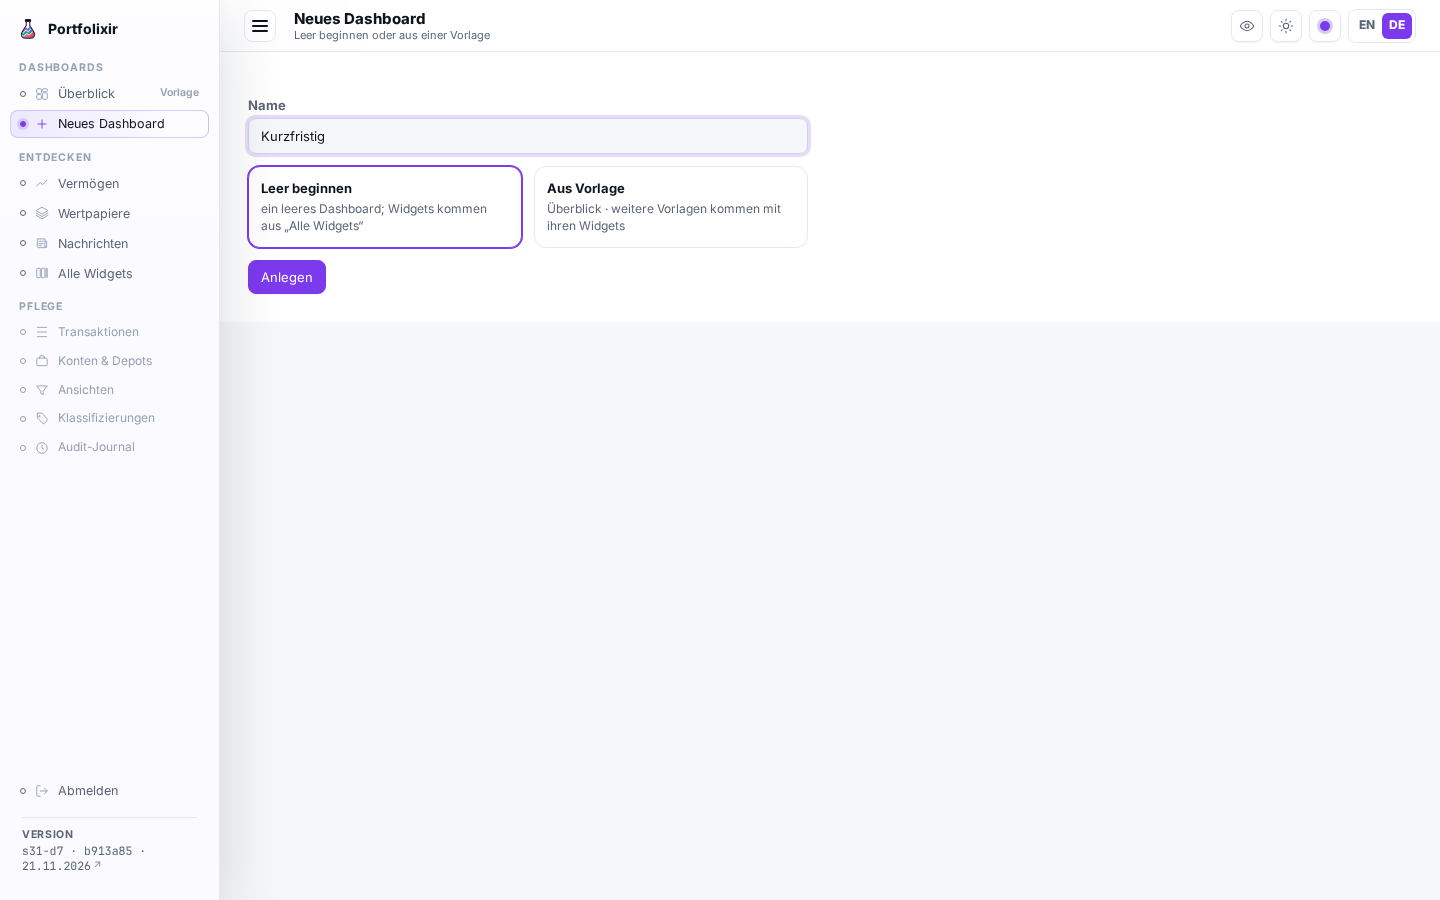 Portfolixir
DASHBOARDS
Überblick
Vorlage
Neues Dashboard
ENTDECKEN
Vermögen
Wertpapiere
Nachrichten
Alle Widgets
PFLEGE
Transaktionen
Konten & Depots
Ansichten
Klassifizierungen
Audit-Journal
Abmelden
VERSION
s31-d7 · b913a85 ·
21.11.2026↗
Neues Dashboard
Leer beginnen oder aus einer Vorlage
EN
DE
Name
Kurzfristig
Leer beginnen
ein leeres Dashboard; Widgets kommen
aus „Alle Widgets“
Aus Vorlage
Überblick · weitere Vorlagen kommen mit
ihren Widgets
Anlegen